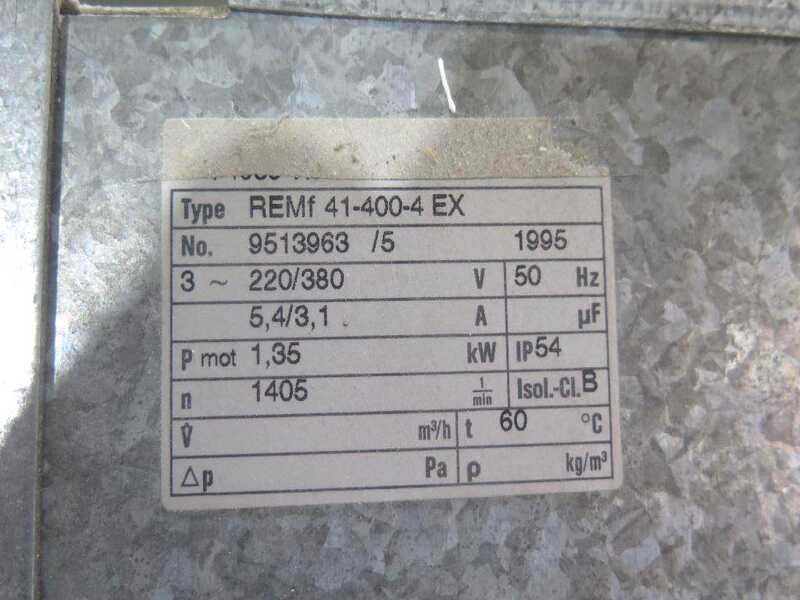 Type REMf 41-400-4 EX
No. 9513963 /5 1995
3 ~ 220/380 V 50 Hz
5,4/3,1 A µF
P mot 1,35 kW IP54
n 1405 1/min Isol.-Cl.B
V̇ m³/h t 60 °C
△p Pa ρ kg/m³